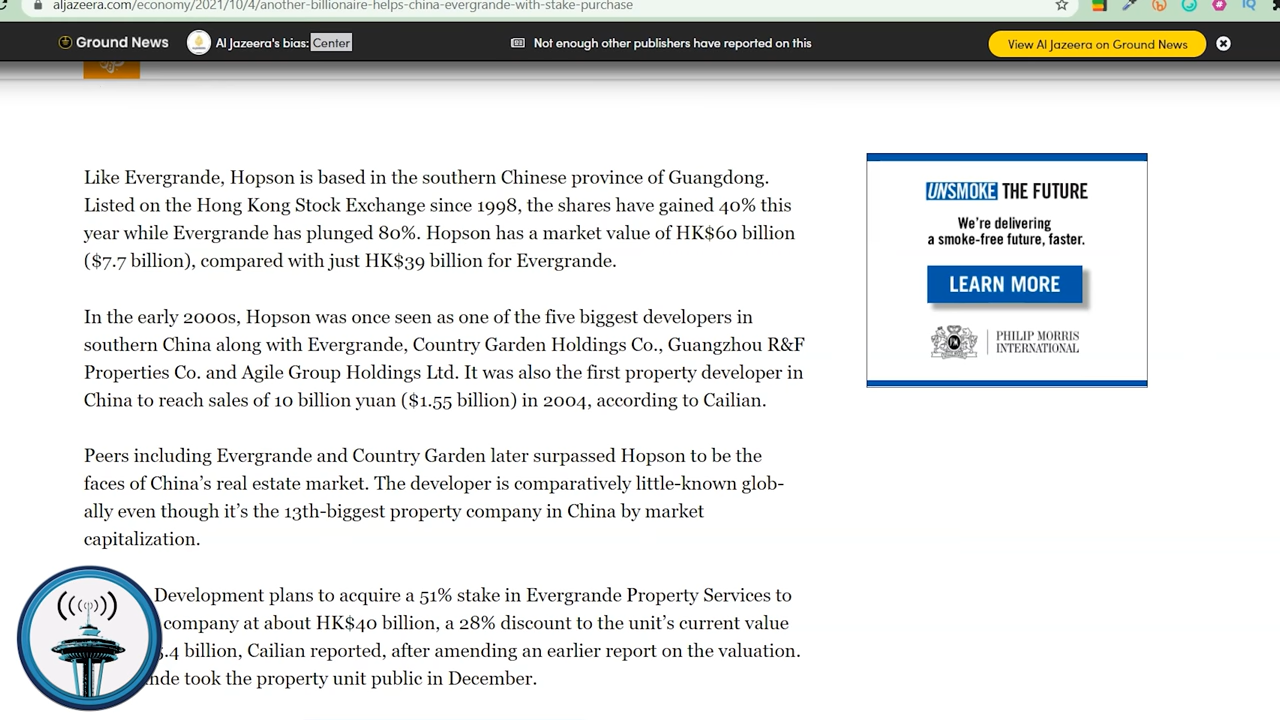 aljazeera.com/economy/2021/10/4/another-billionaire-helps-china-evergrande-with-stake-purchase
Ground News
Al Jazeera's bias: Center
Not enough other publishers have reported on this
View Al Jazeera on Ground News
Like Evergrande, Hopson is based in the southern Chinese province of Guangdong.
Listed on the Hong Kong Stock Exchange since 1998, the shares have gained 40% this
year while Evergrande has plunged 80%. Hopson has a market value of HK$60 billion
($7.7 billion), compared with just HK$39 billion for Evergrande.
In the early 2000s, Hopson was once seen as one of the five biggest developers in
southern China along with Evergrande, Country Garden Holdings Co., Guangzhou R&F
Properties Co. and Agile Group Holdings Ltd. It was also the first property developer in
China to reach sales of 10 billion yuan ($1.55 billion) in 2004, according to Cailian.
Peers including Evergrande and Country Garden later surpassed Hopson to be the
faces of China's real estate market. The developer is comparatively little-known glob-
ally even though it's the 13th-biggest property company in China by market
capitalization.
Development plans to acquire a 51% stake in Evergrande Property Services to
company at about HK$40 billion, a 28% discount to the unit's current value
.4 billion, Cailian reported, after amending an earlier report on the valuation.
nde took the property unit public in December.
UNSMOKE THE FUTURE
We're delivering
a smoke-free future, faster.
LEARN MORE
PHILIP MORRIS
INTERNATIONAL